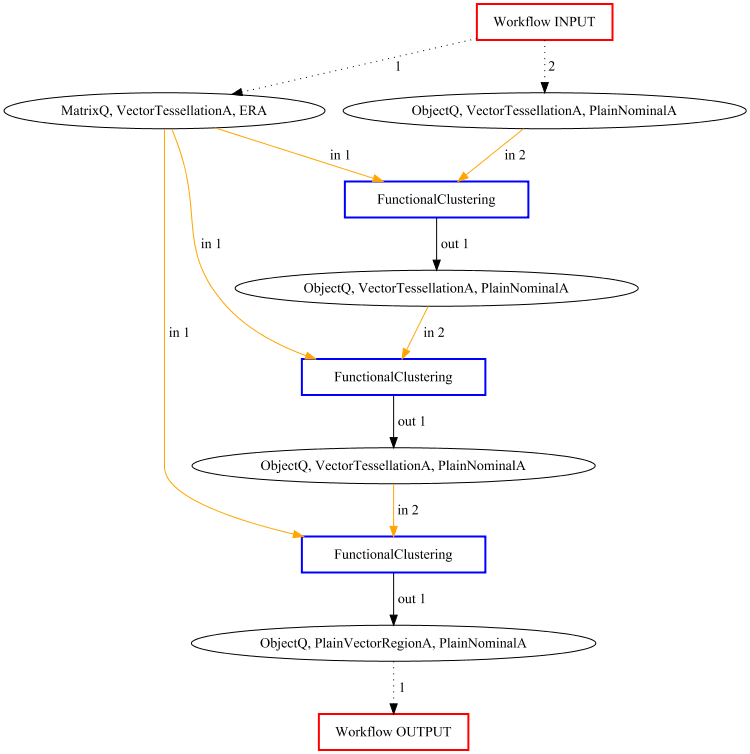 Workflow INPUT
1
2
MatrixQ, VectorTessellationA, ERA
ObjectQ, VectorTessellationA, PlainNominalA
in 1
in 2
FunctionalClustering
in 1
out 1
ObjectQ, VectorTessellationA, PlainNominalA
in 1
in 2
FunctionalClustering
out 1
ObjectQ, VectorTessellationA, PlainNominalA
in 2
FunctionalClustering
out 1
ObjectQ, PlainVectorRegionA, PlainNominalA
1
Workflow OUTPUT